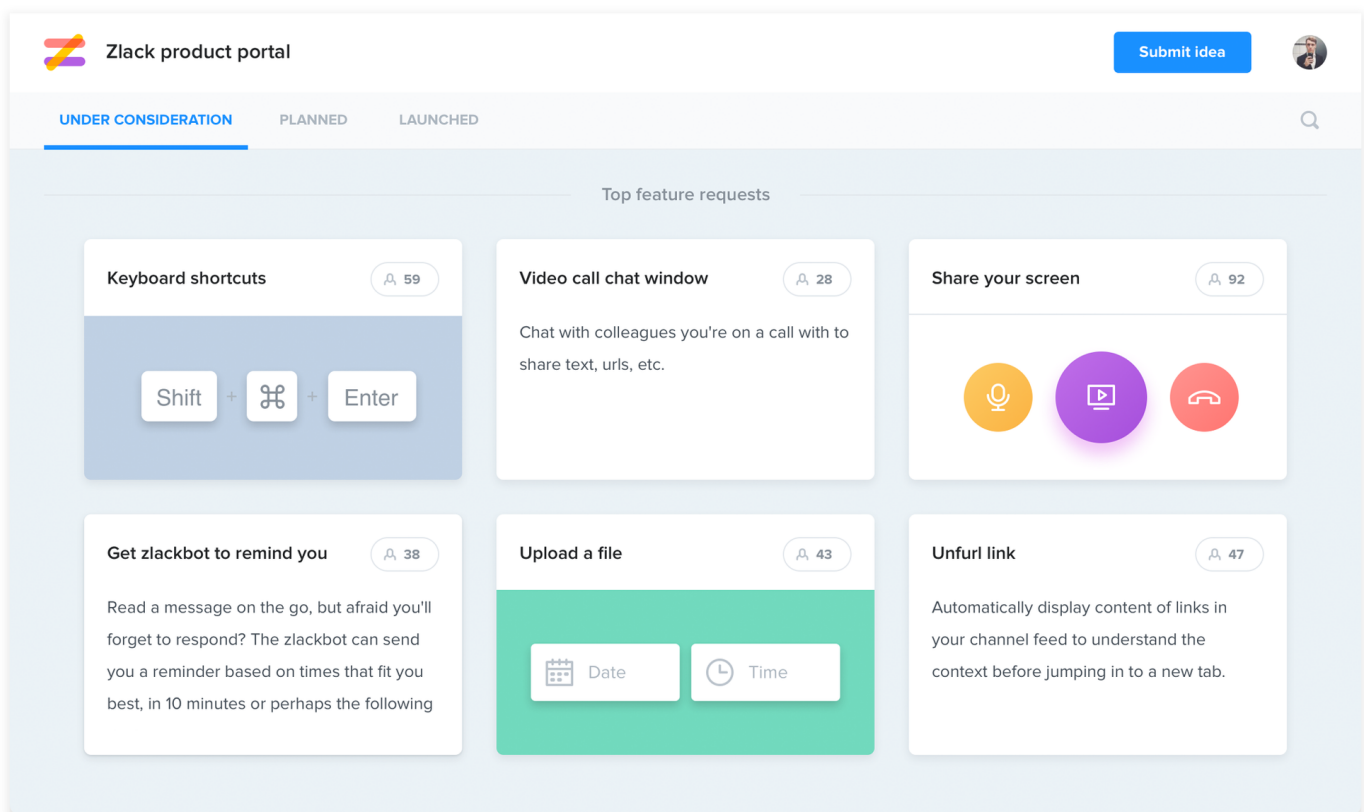 Zlack product portal
Submit idea
UNDER CONSIDERATION
PLANNED
LAUNCHED
Top feature requests
Keyboard shortcuts
59
Shift + ⌘ + Enter
Video call chat window
28
Chat with colleagues you're on a call with to
share text, urls, etc.
Share your screen
92
Get zlackbot to remind you
38
Read a message on the go, but afraid you'll
forget to respond? The zlackbot can send
you a reminder based on times that fit you
best, in 10 minutes or perhaps the following
Upload a file
43
Date
Time
Unfurl link
47
Automatically display content of links in
your channel feed to understand the
context before jumping in to a new tab.